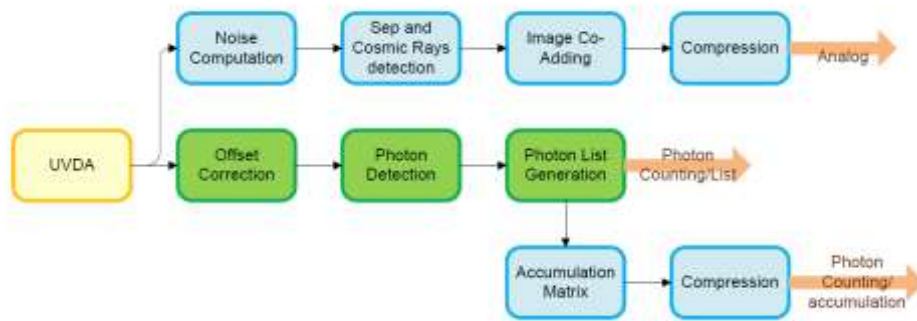 Noise
Computation
Sep and
Cosmic Rays
detection
Image Co-
Adding
Compression
Analog
UVDA
Offset
Correction
Photon
Detection
Photon List
Generation
Photon
Counting/List
Accumulation
Matrix
Compression
Photon
Counting/
accumulation